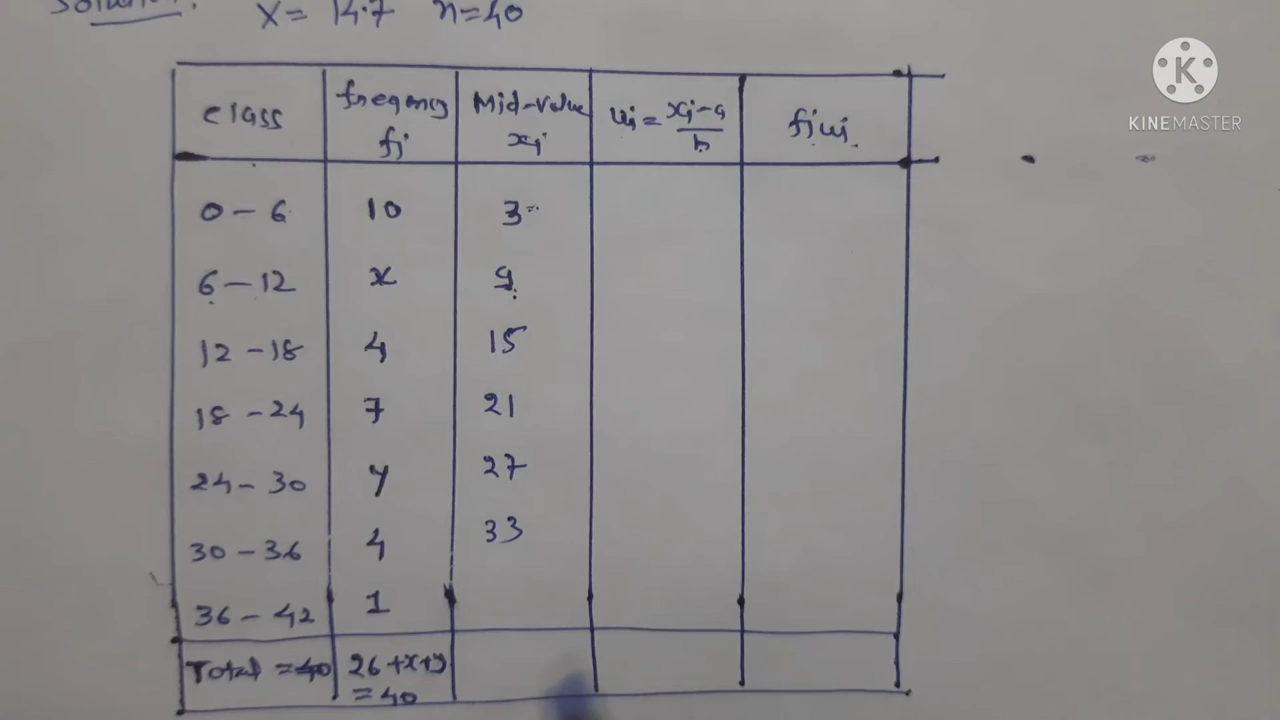 Solution:
X = 14.7 n=40
class frequency fi Mid-value xi ui = xi-a/h fiui
0 - 6 10 3
6 - 12 x 9
12 - 18 4 15
18 - 24 7 21
24 - 30 y 27
30 - 36 4 33
36 - 42 1
Total = 40 26 +x+y = 40
KINEMASTER